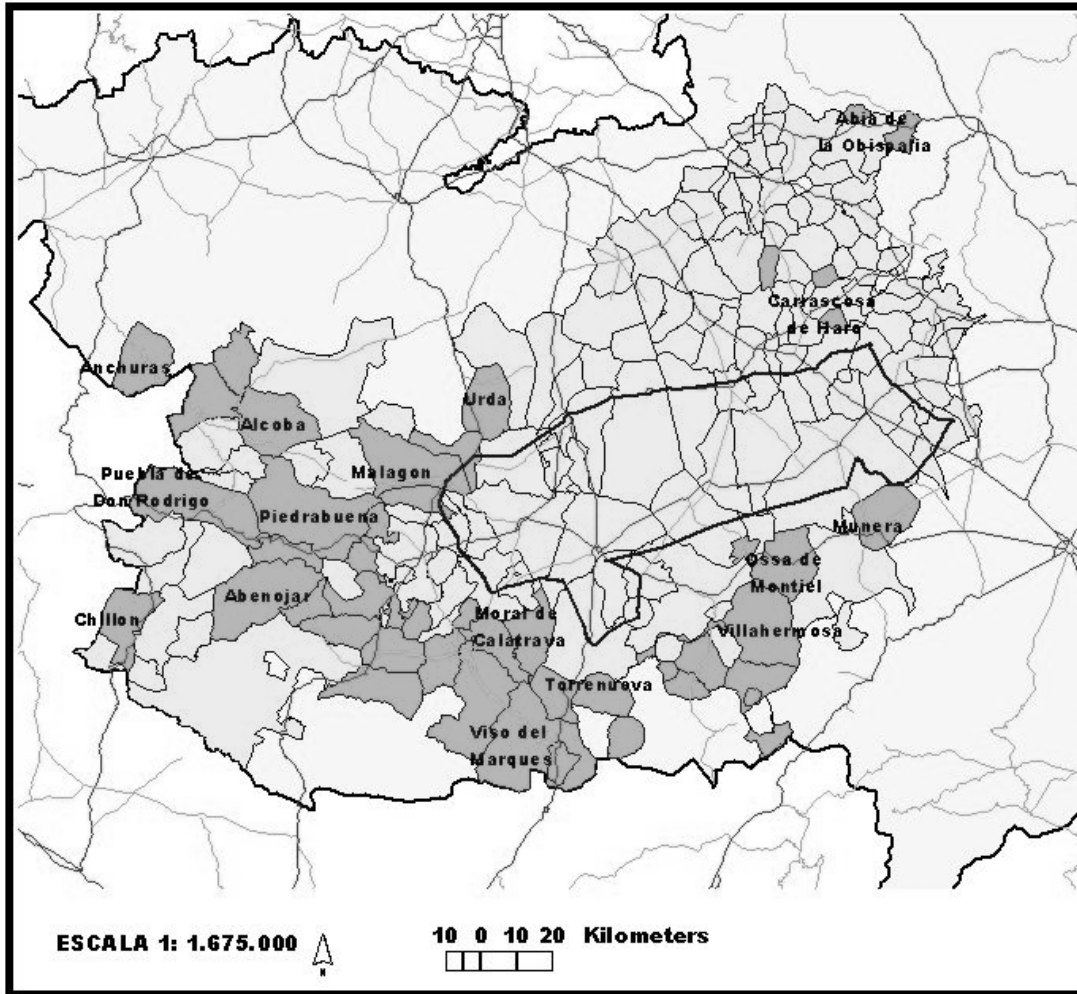 Abia de
la Obispalia
Carrascosa
de Haro
Anchuras
Urda
Alcoba
Malagon
Puebla de
Don Rodrigo
Piedrabuena
Munera
Ossa de
Montiel
Abenojar
Chillon
Moral de
Calatrava
Villahermosa
Torrenuova
Viso del
Marques
ESCALA 1: 1.675.000
N
10 0 10 20 Kilometers